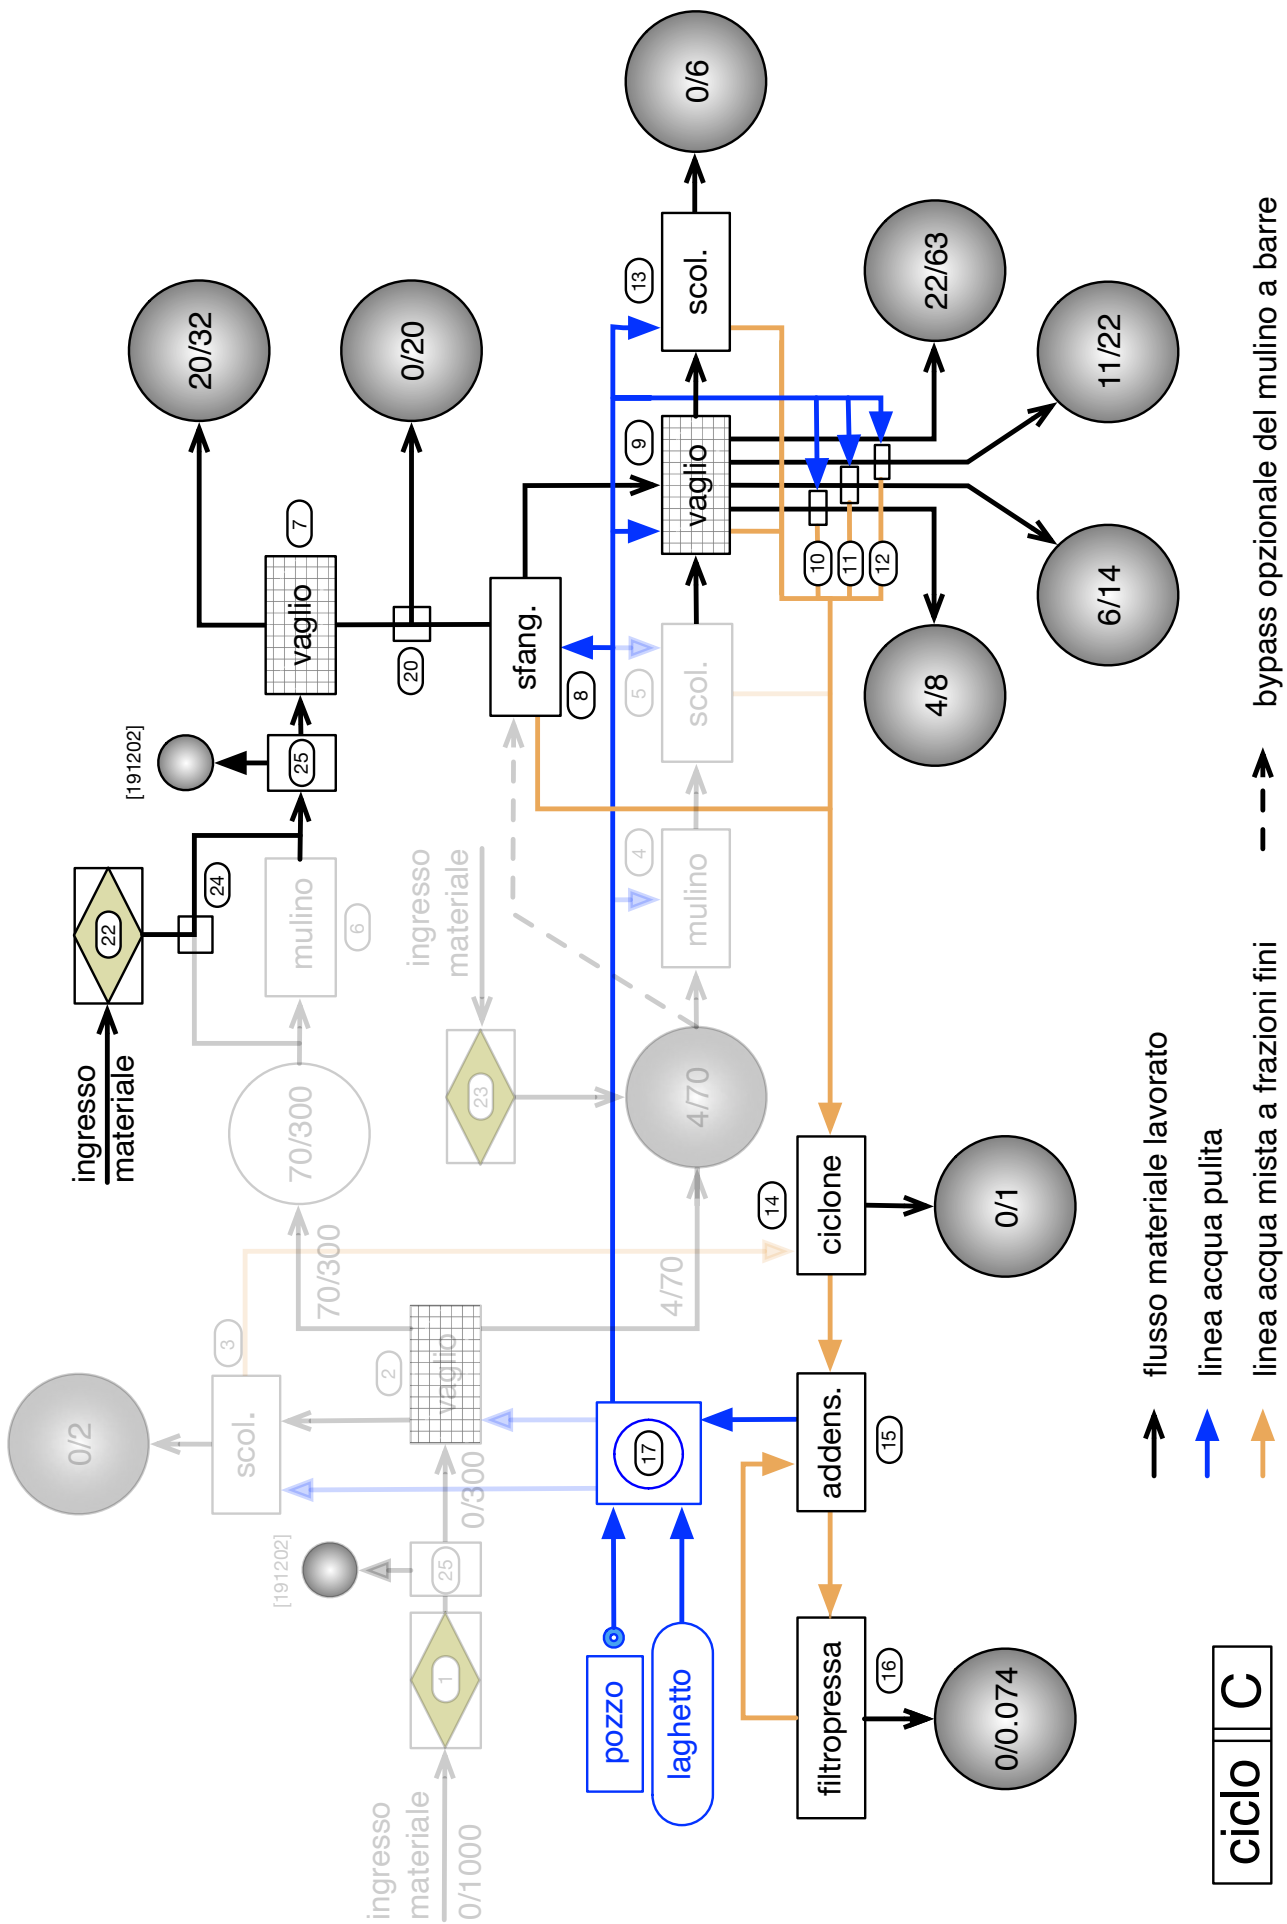 0/2
scol.
3
[191202]
25
1
ingresso
materiale
0/1000
0/300
vaglio
2
70/300
70/300
4/70
ingresso
materiale
22
24
mulino
6
[191202]
25
vaglio
7
20/32
0/20
20
ingresso
materiale
23
4/70
mulino
4
scol.
5
sfang.
8
vaglio
9
scol.
13
0/6
10
11
12
4/8
6/14
11/22
22/63
pozzo
laghetto
17
filtropressa
16
0/0.074
addens.
15
ciclone
14
0/1
flusso materiale lavorato
linea acqua pulita
linea acqua mista a frazioni fini
bypass opzionale del mulino a barre
ciclo C